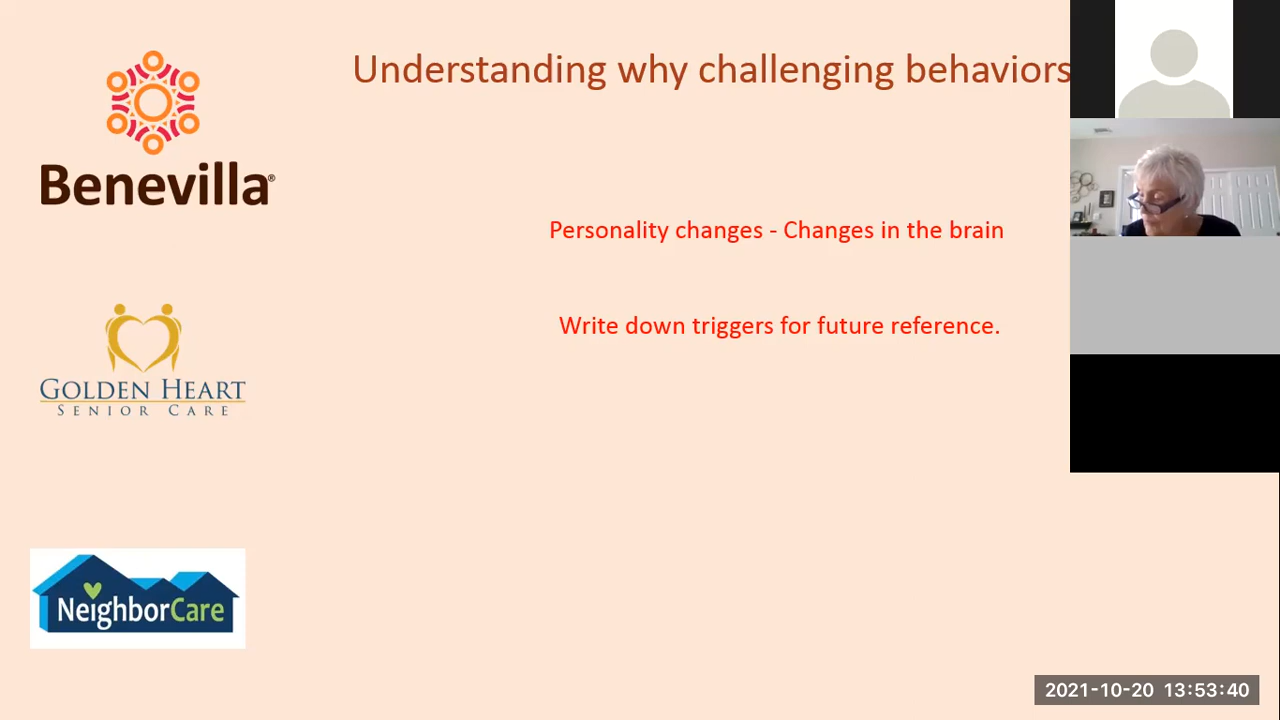 Understanding why challenging behaviors
Benevilla®
Personality changes - Changes in the brain
Write down triggers for future reference.
GOLDEN HEART
SENIOR CARE
NeighborCare
2021-10-20 13:53:40